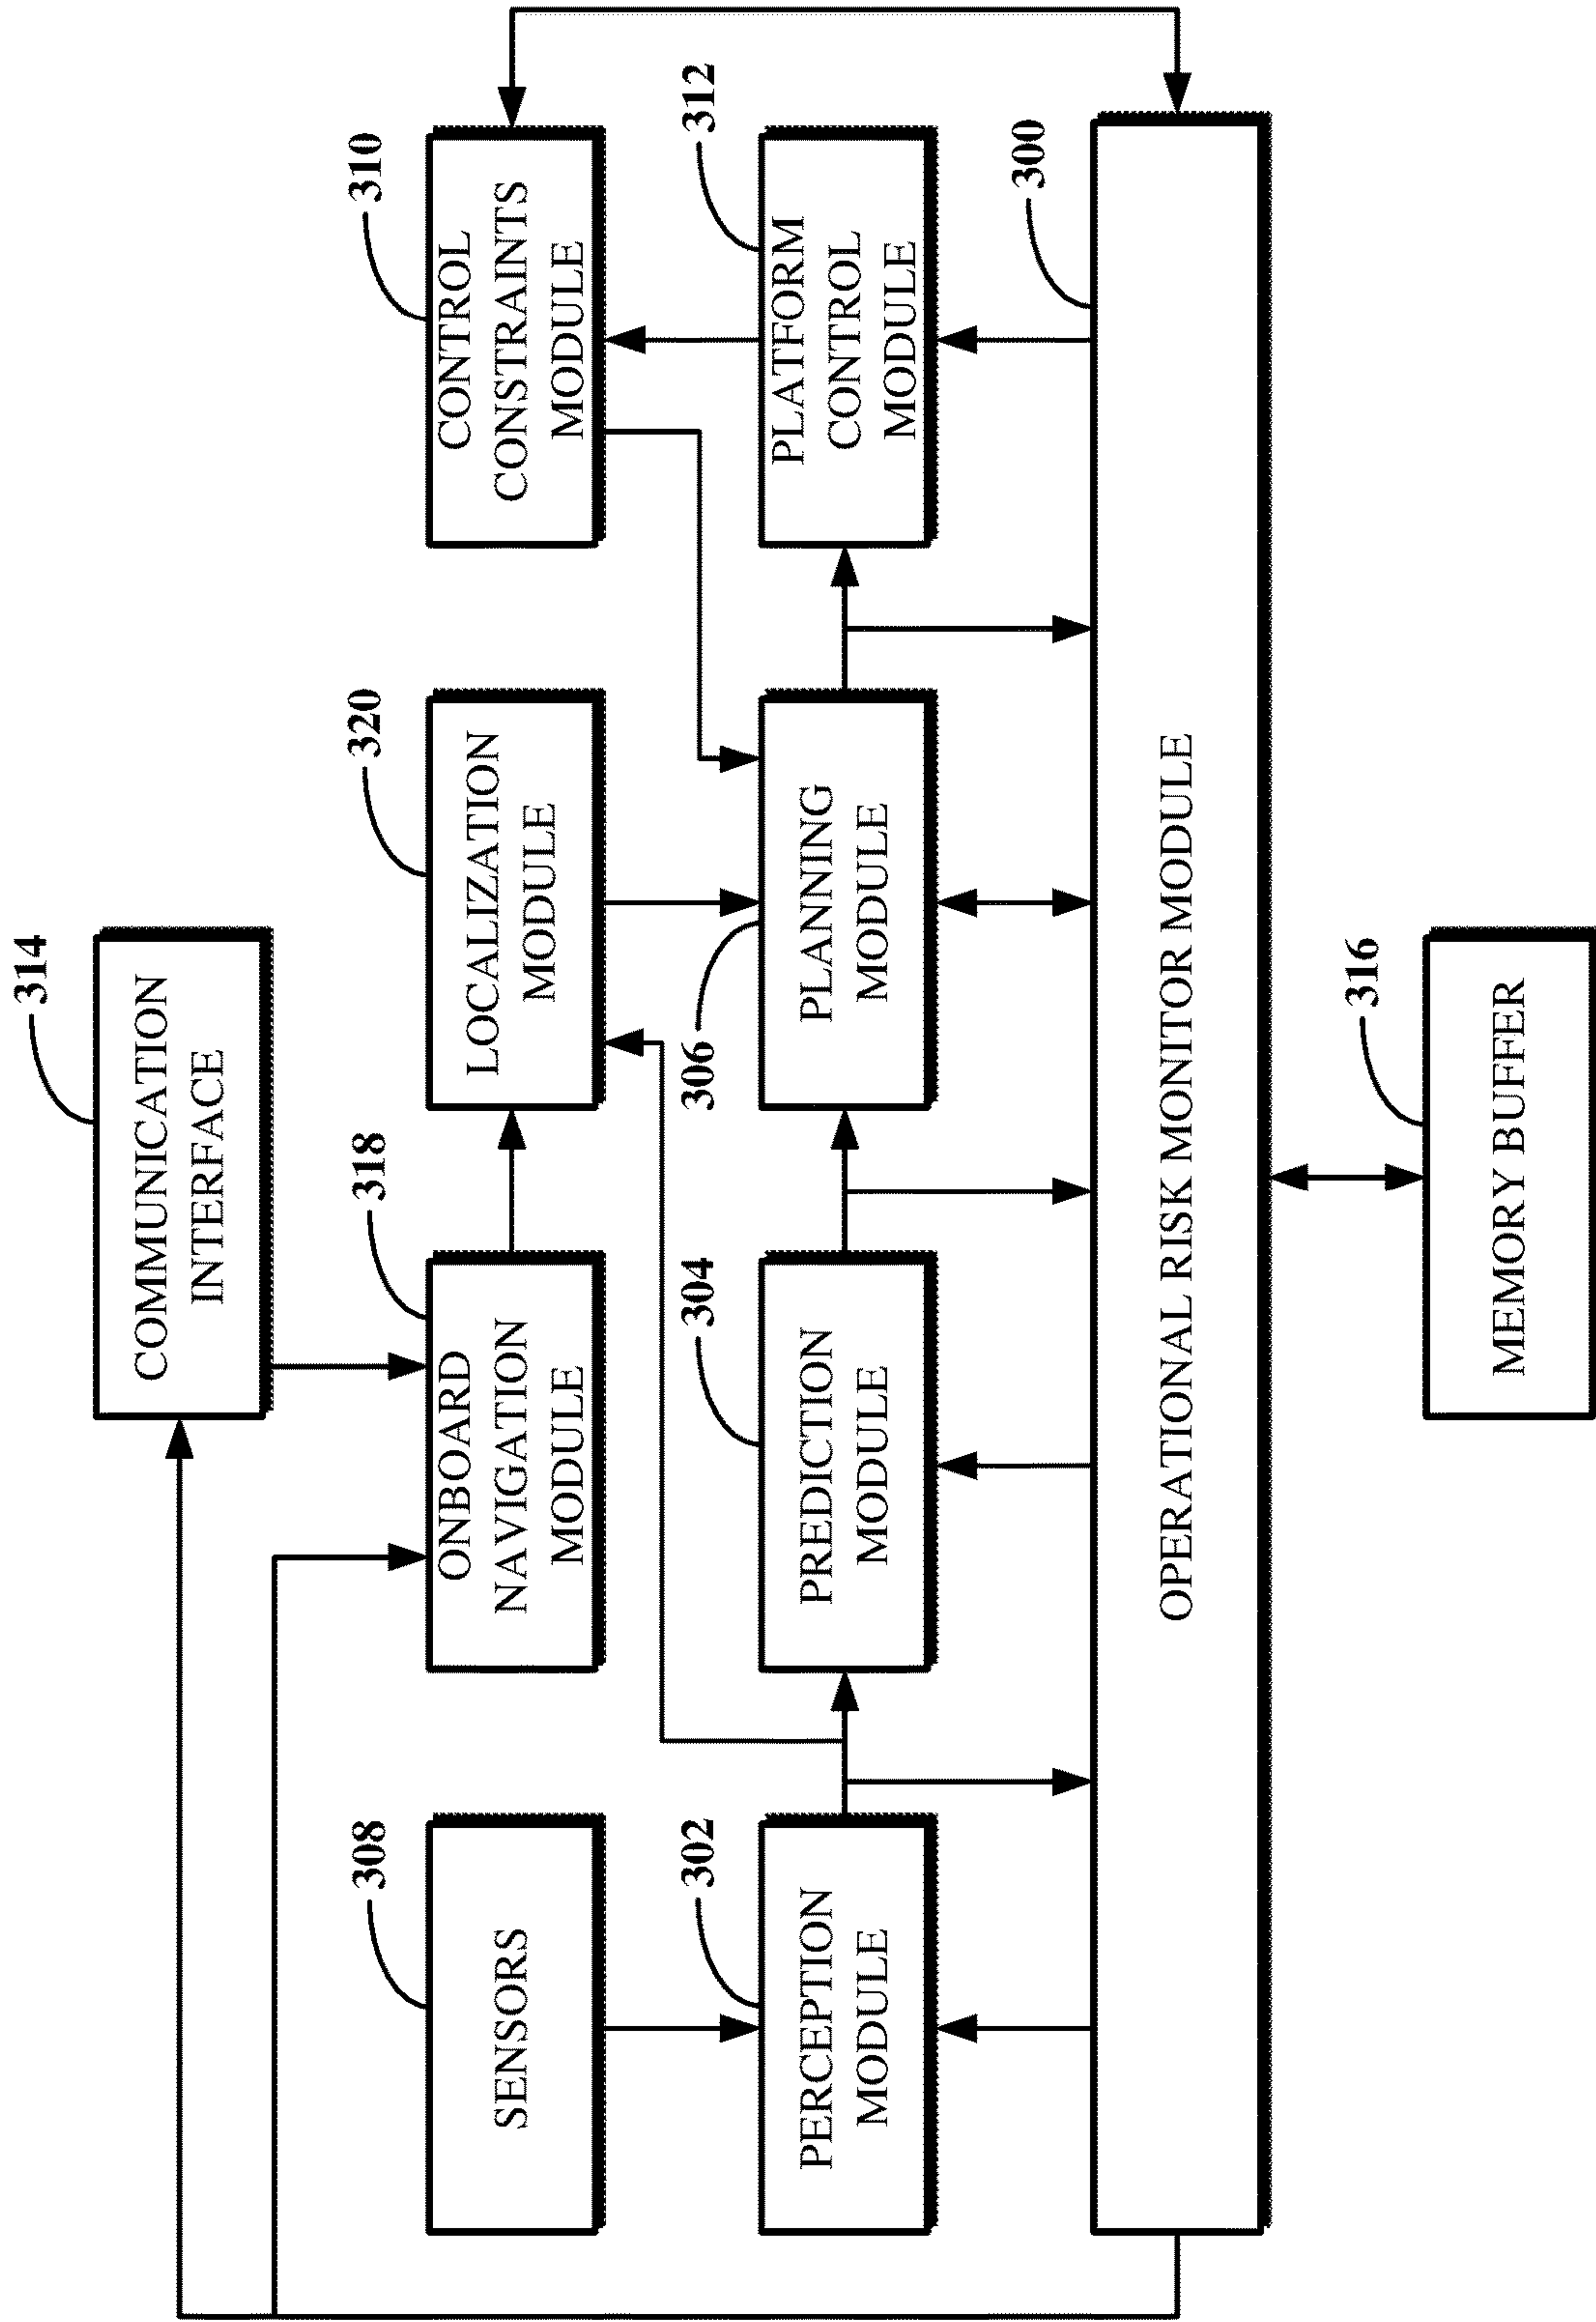 314
COMMUNICATION
INTERFACE
308
SENSORS
318
ONBOARD
NAVIGATION
MODULE
320
LOCALIZATION
MODULE
310
CONTROL
CONSTRAINTS
MODULE
302
PERCEPTION
MODULE
304
PREDICTION
MODULE
306
PLANNING
MODULE
312
PLATFORM
CONTROL
MODULE
300
OPERATIONAL RISK MONITOR MODULE
316
MEMORY BUFFER